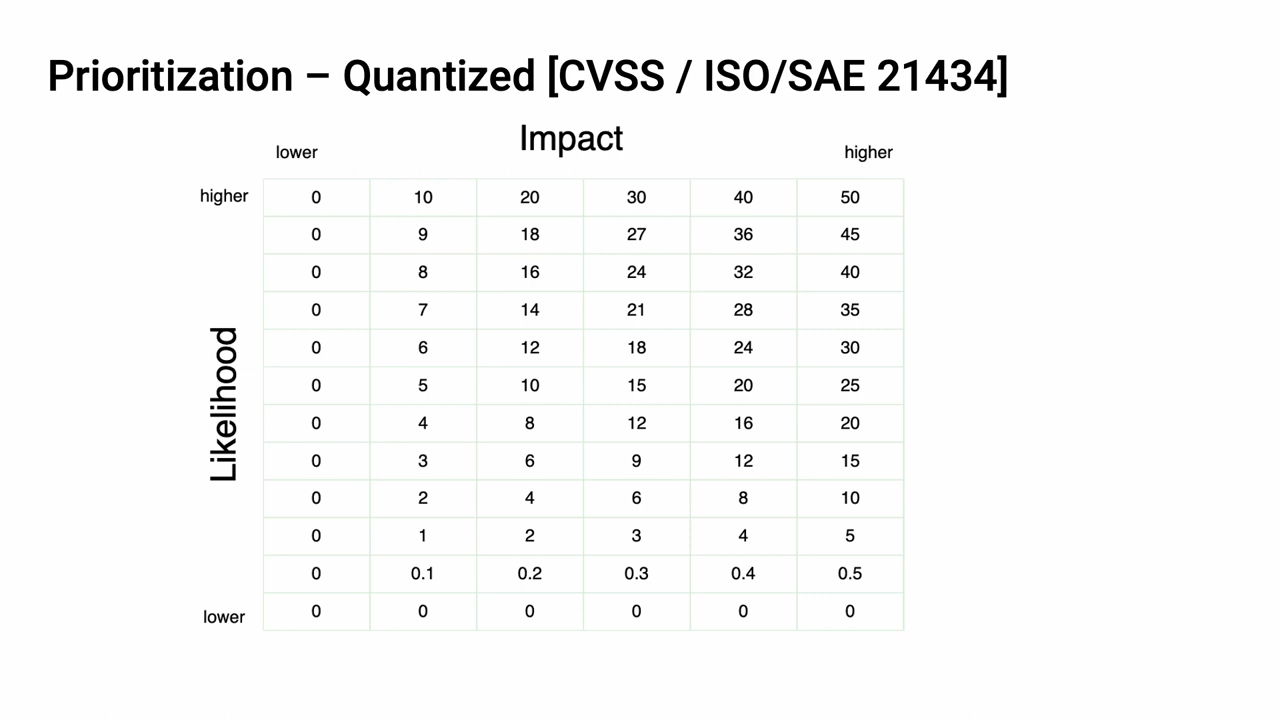 Prioritization – Quantized [CVSS / ISO/SAE 21434]
Impact
lower higher
higher 0 10 20 30 40 50
0 9 18 27 36 45
0 8 16 24 32 40
0 7 14 21 28 35
0 6 12 18 24 30
0 5 10 15 20 25
0 4 8 12 16 20
0 3 6 9 12 15
0 2 4 6 8 10
0 1 2 3 4 5
0 0.1 0.2 0.3 0.4 0.5
lower 0 0 0 0 0 0
Likelihood